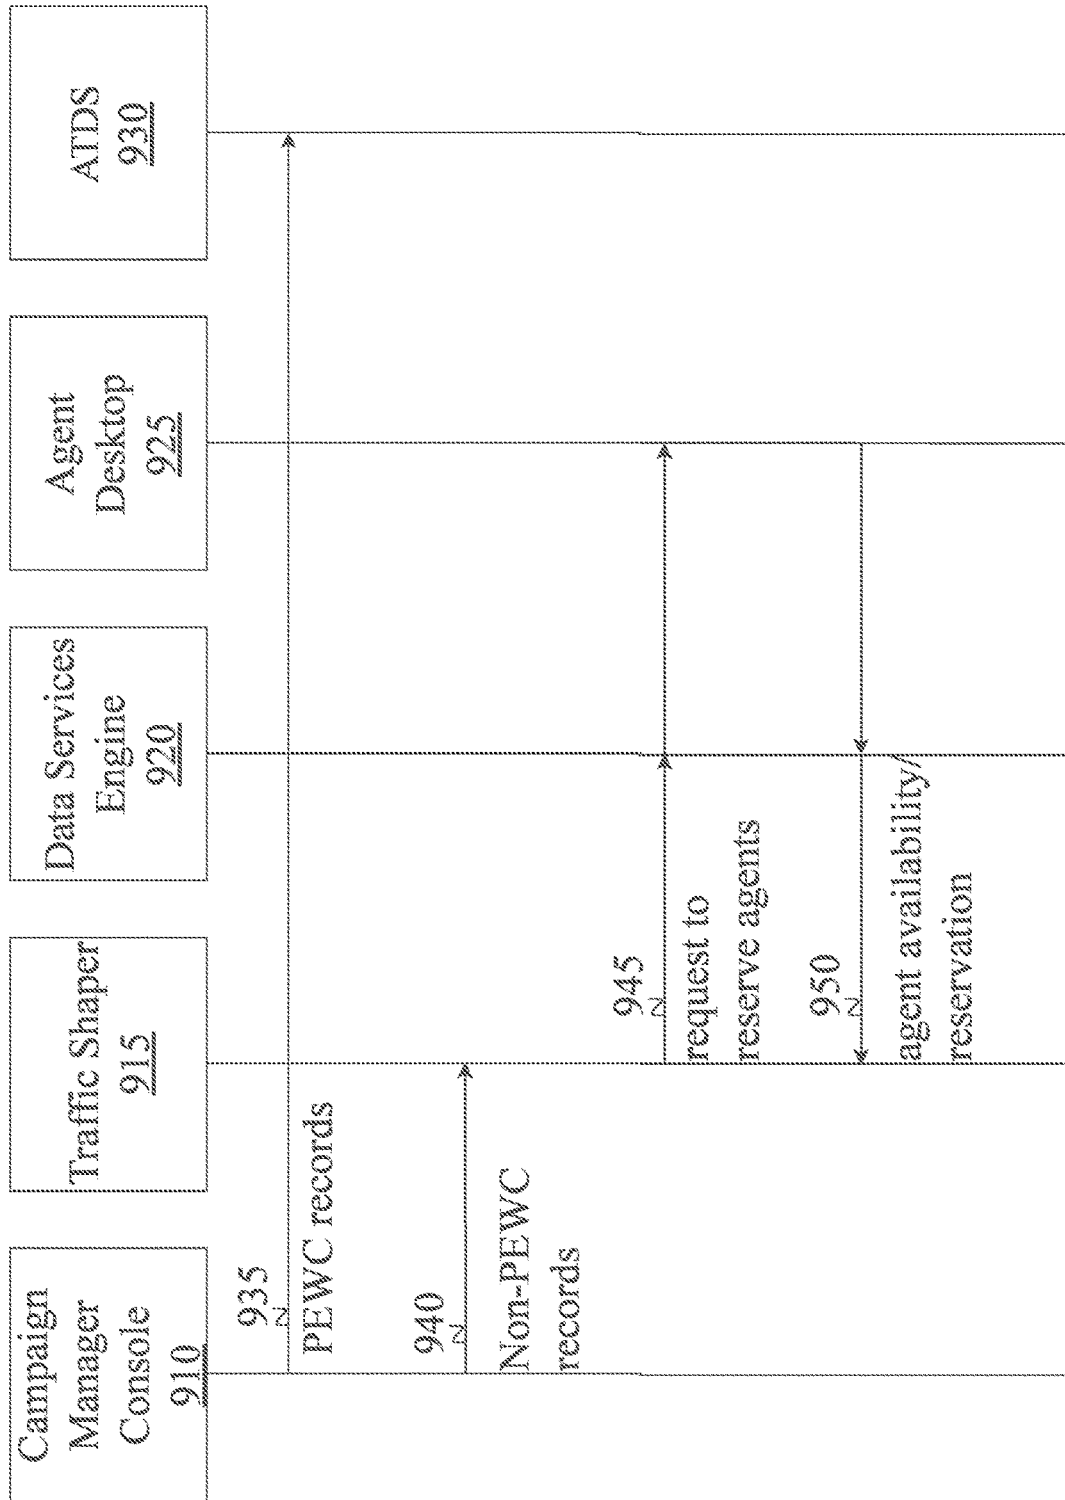 Campaign
Manager
Console
910
Traffic Shaper
915
Data Services
Engine
920
Agent
Desktop
925
ATDS
930
935
PEWC records
940
Non-PEWC
records
945
request to
reserve agents
950
agent availability/
reservation